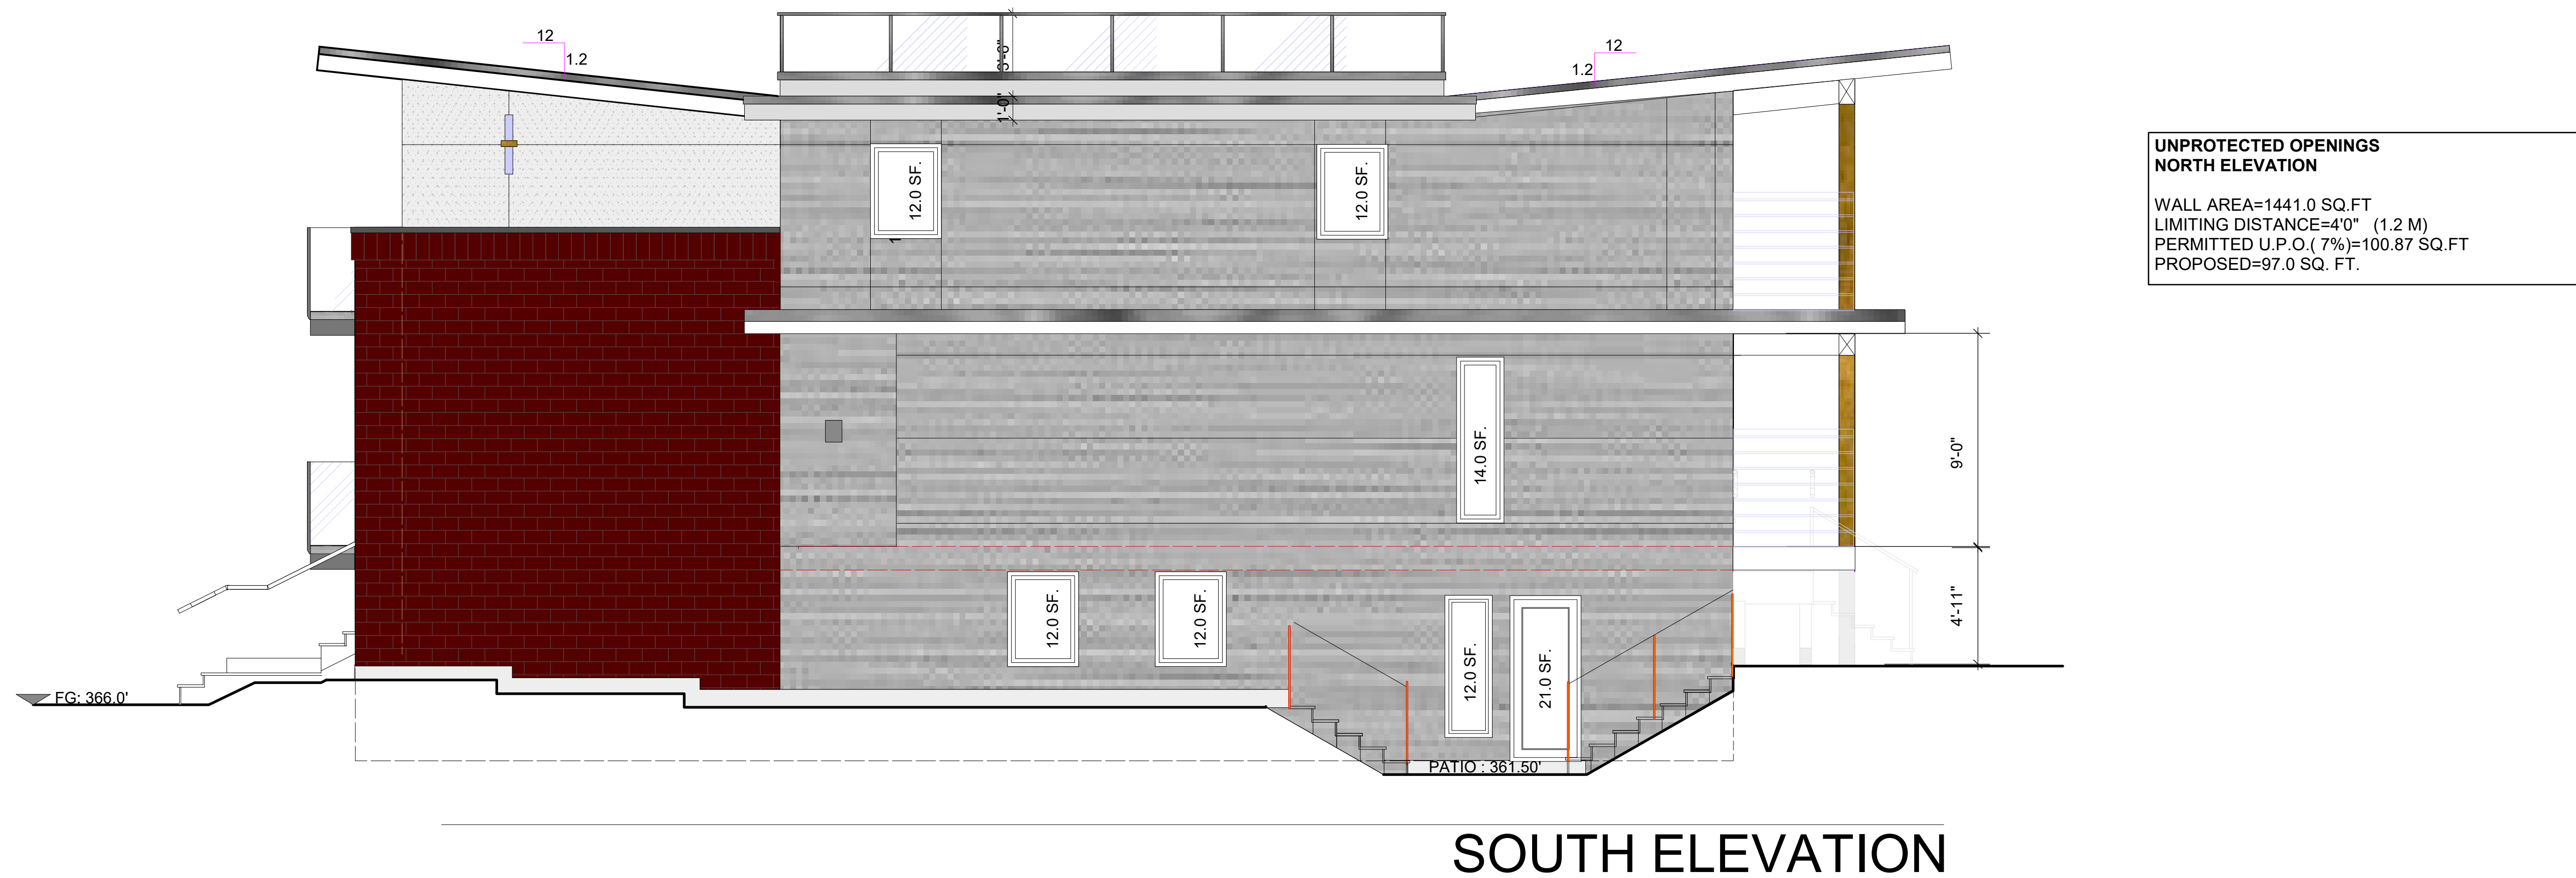 12
1.2
12
1.2
1'-0"
12.0 SF.
12.0 SF.
UNPROTECTED OPENINGS
NORTH ELEVATION
WALL AREA=1441.0 SQ.FT
LIMITING DISTANCE=4'0" (1.2 M)
PERMITTED U.P.O.( 7%)=100.87 SQ.FT
PROPOSED=97.0 SQ. FT.
14.0 SF.
9'-0"
12.0 SF.
12.0 SF.
12.0 SF.
21.0 SF.
4'-11"
FG: 366.0'
PATIO : 361.50'
SOUTH ELEVATION